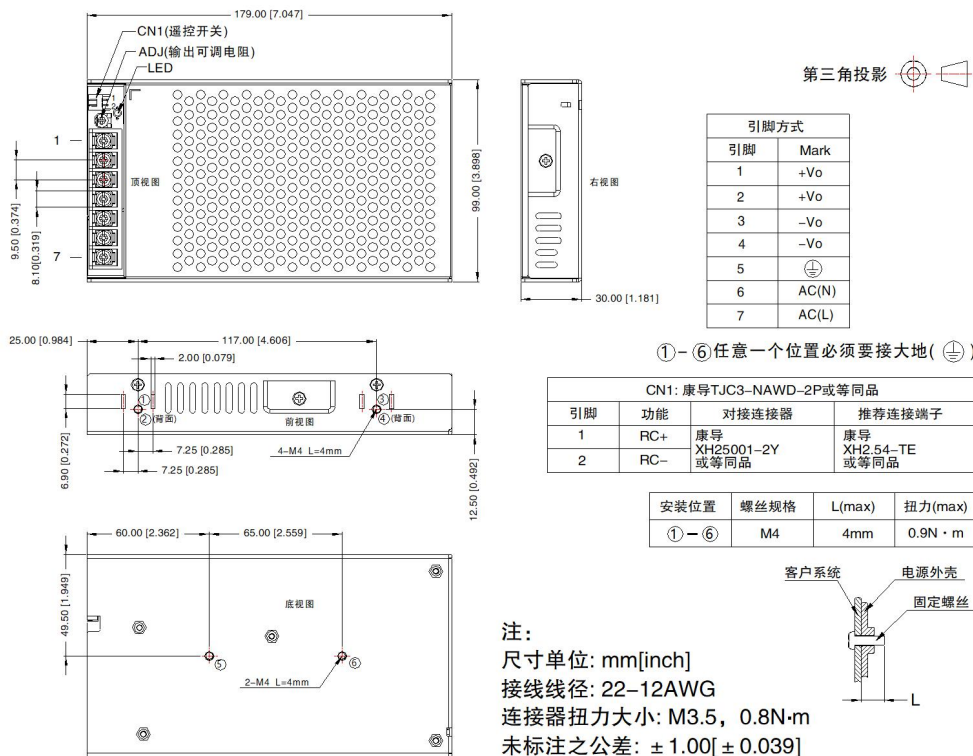 179.00 [7.047]
CN1(遥控开关)
ADJ(输出可调电阻)
LED
1
2
1
7
9.50 [0.374]
8.10[0.319]
顶视图
99.00 [3.898]
右视图
30.00 [1.181]
第三角投影
引脚方式
引脚 Mark
1 +Vo
2 +Vo
3 -Vo
4 -Vo
5
6 AC(N)
7 AC(L)
①-⑥任意一个位置必须要接大地( )
25.00 [0.984]
117.00 [4.606]
2.00 [0.079]
① ③
②(背面) 前视图 ④(背面)
7.25 [0.285]
4-M4 L=4mm
7.25 [0.285]
6.90 [0.272]
12.50 [0.492]
CN1: 康导TJC3-NAWD-2P或等同品
引脚 功能 对接连接器 推荐连接端子
1 RC+ 康导 XH25001-2Y 或等同品 康导 XH2.54-TE 或等同品
2 RC-
安装位置 螺丝规格 L(max) 扭力(max)
①-⑥ M4 4mm 0.9N·m
60.00 [2.362]
65.00 [2.559]
49.50 [1.949]
底视图
⑤ ⑥
2-M4 L=4mm
客户系统
电源外壳
固定螺丝
L
注:
尺寸单位: mm[inch]
接线线径: 22-12AWG
连接器扭力大小: M3.5，0.8N·m
未标注之公差: ±1.00[±0.039]